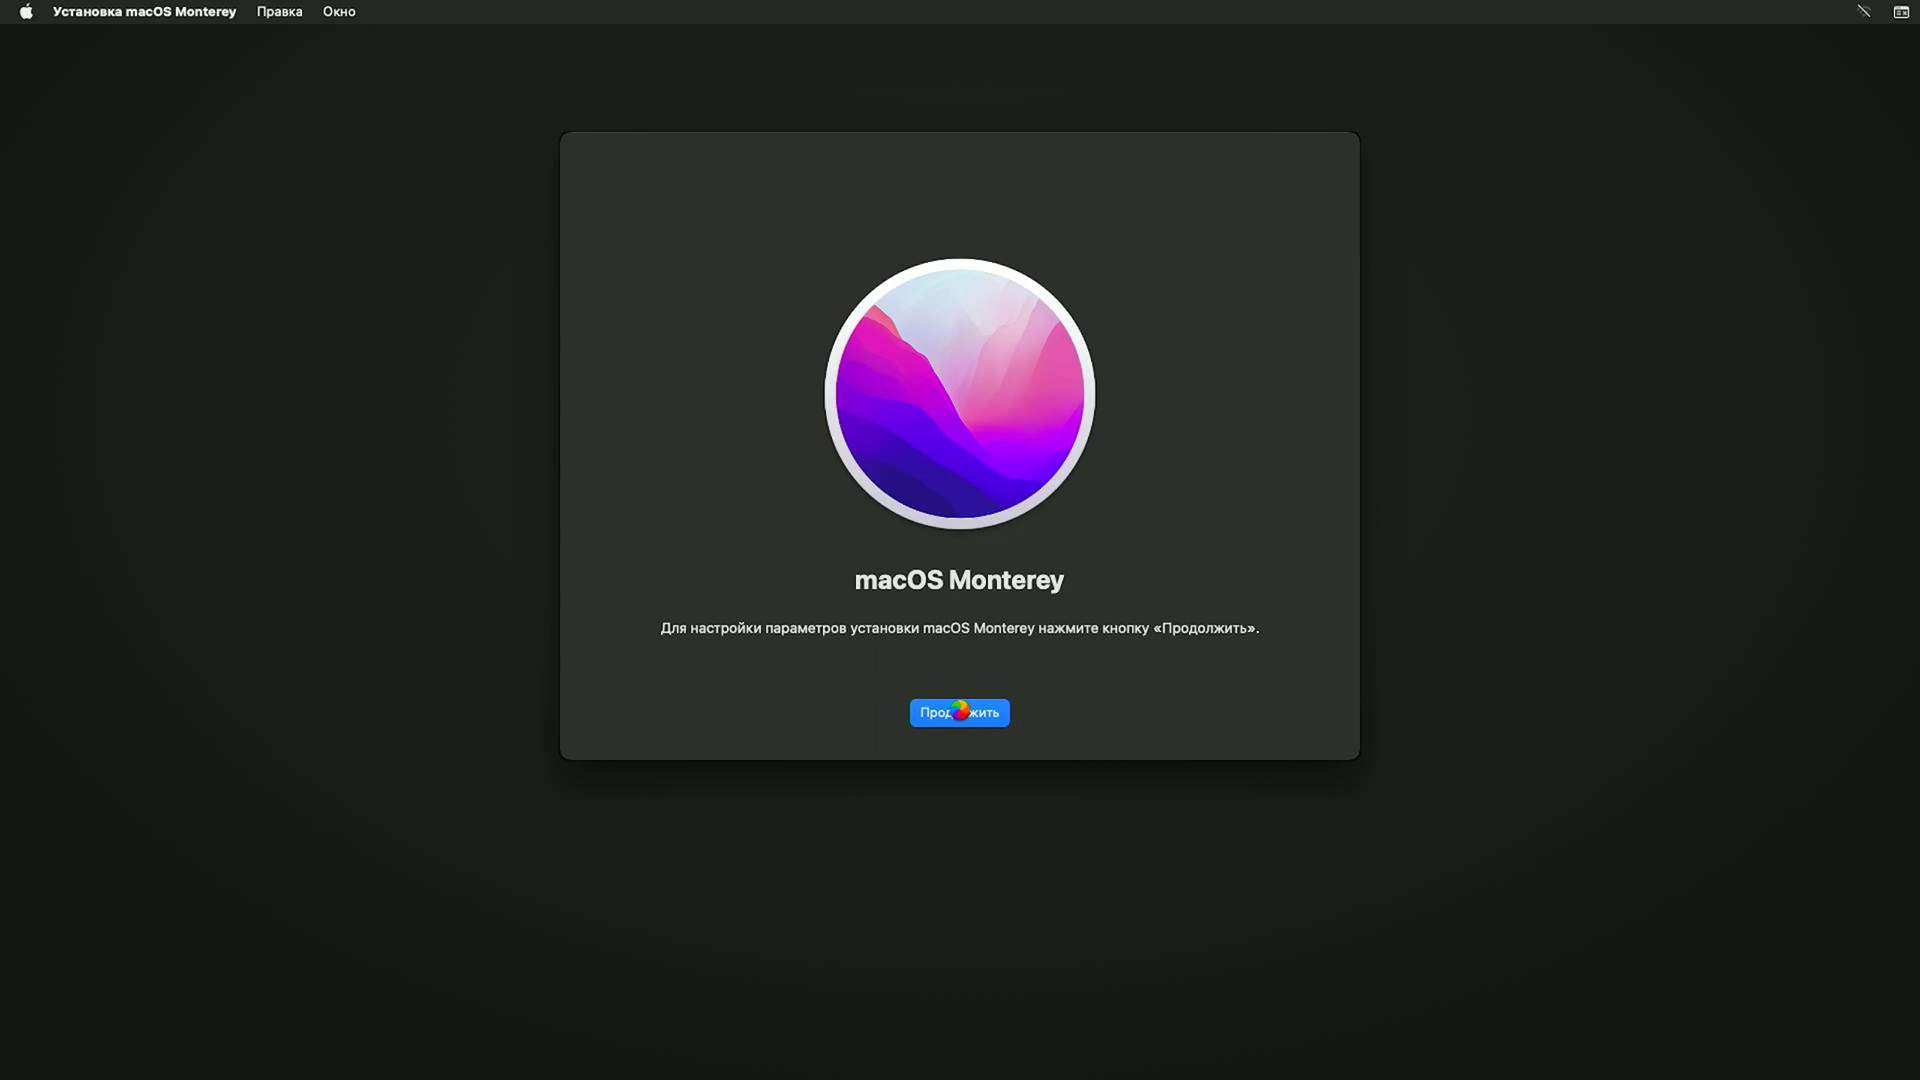 Установка macOS Monterey Правка Окно
macOS Monterey
Для настройки параметров установки macOS Monterey нажмите кнопку «Продолжить».